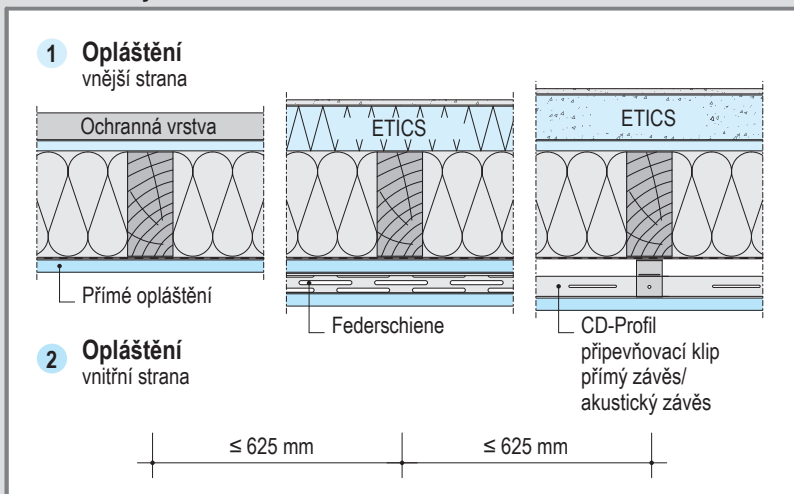 1 Opláštění
vnější strana
Ochranná vrstva
ETICS
ETICS
Přímé opláštění
Federschiene
CD-Profil
připevňovací klip
přímý závěs/
akustický závěs
2 Opláštění
vnitřní strana
≤ 625 mm
≤ 625 mm